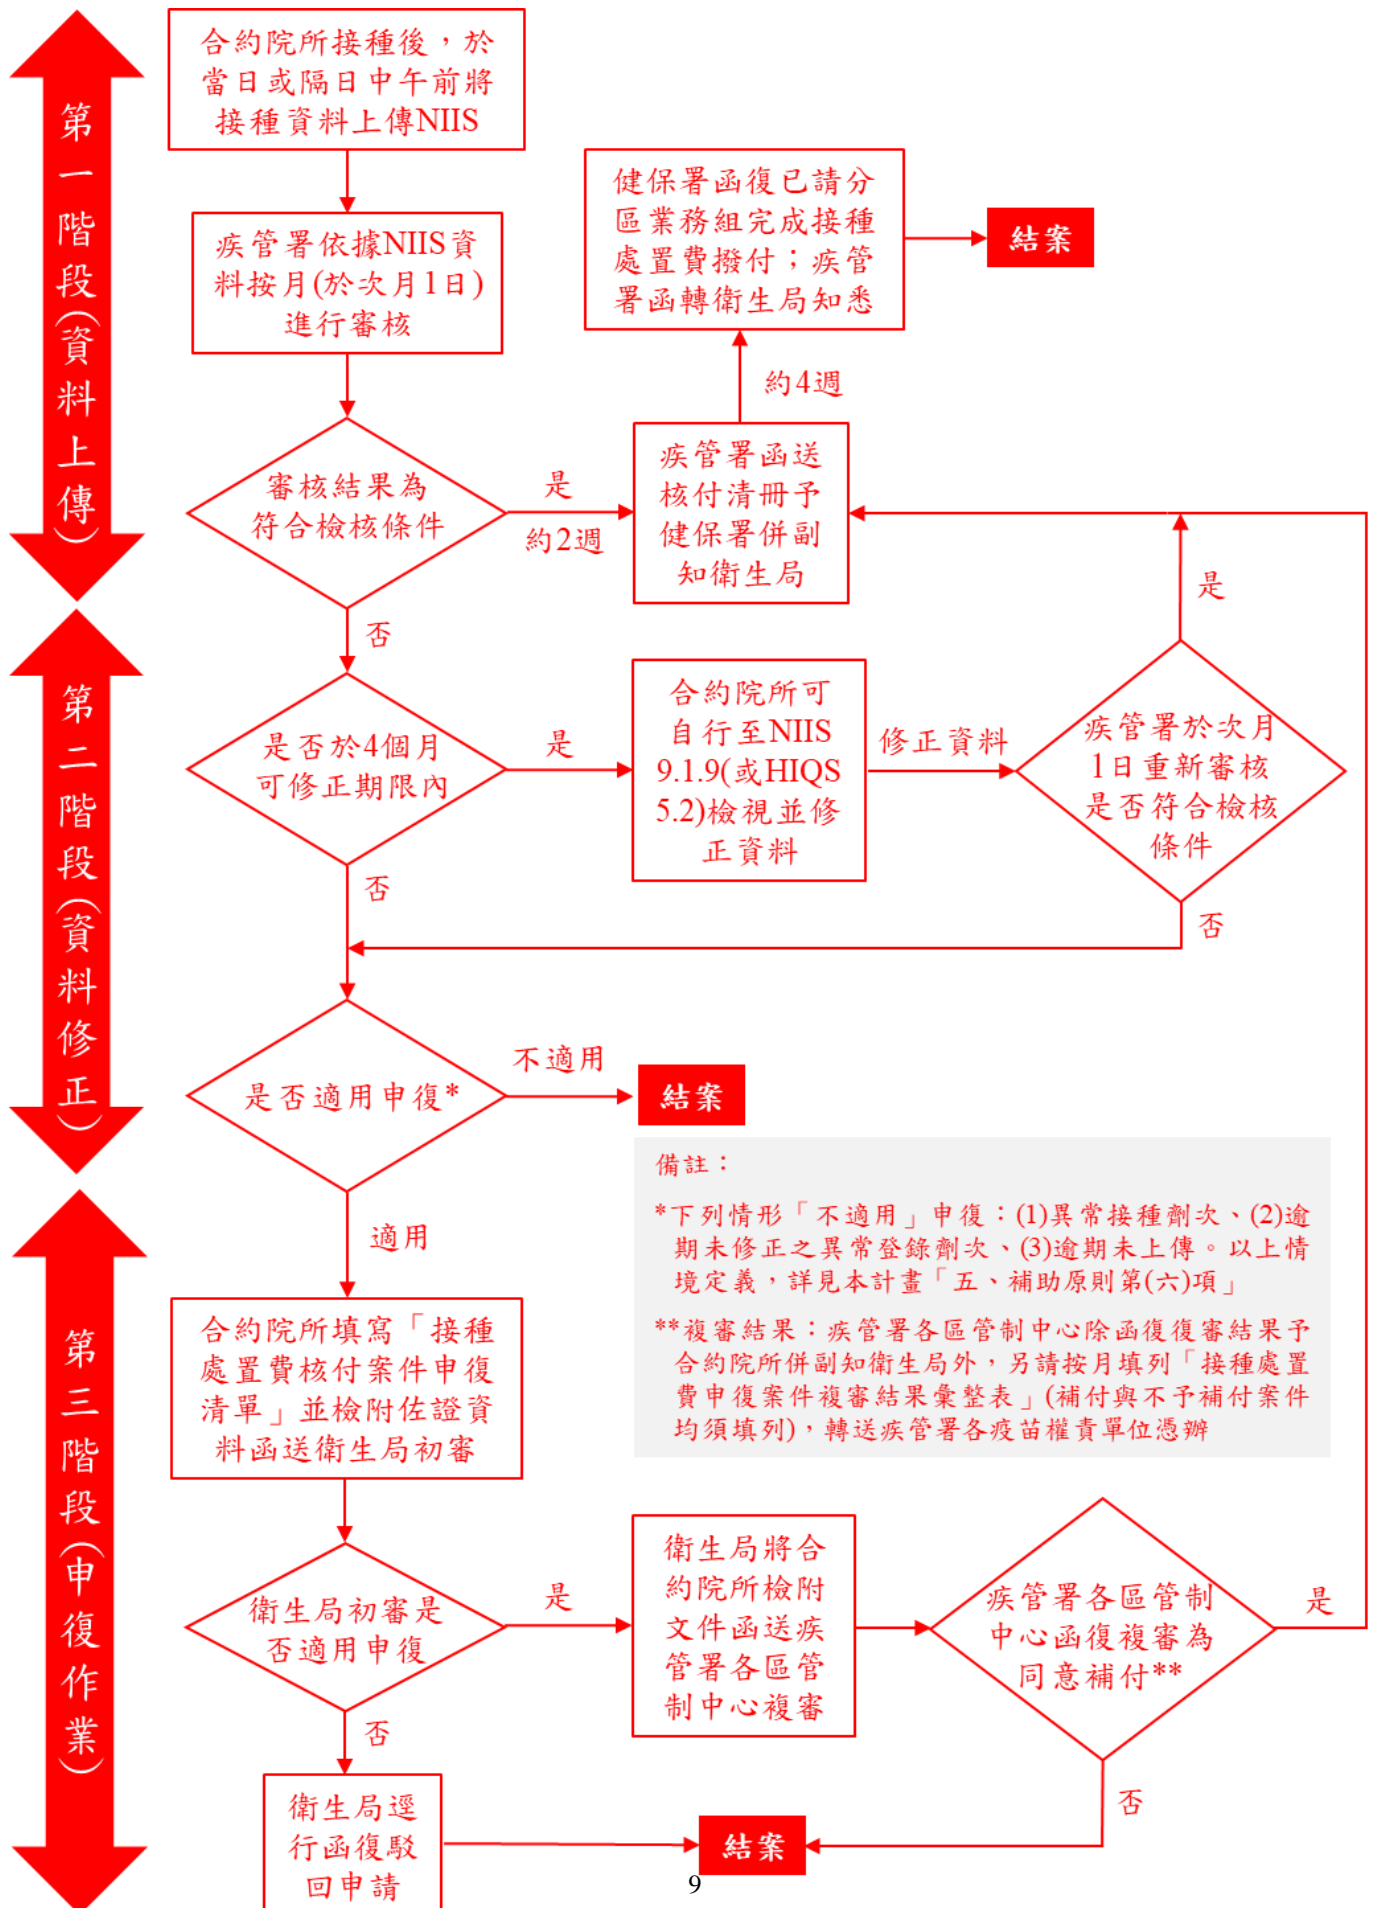 第一階段(資料上傳)
合約院所接種後，於
當日或隔日中午前將
接種資料上傳NIIS
疾管署依據NIIS資
料按月(於次月1日)
進行審核
健保署函復已請分
區業務組完成接種
處置費撥付；疾管
署函轉衛生局知悉
結案
約4週
審核結果為
符合檢核條件
是
約2週
疾管署函送
核付清冊予
健保署併副
知衛生局
是
否
第二階段(資料修正)
是否於4個月
可修正期限內
是
合約院所可
自行至NIIS
9.1.9(或HIQS
5.2)檢視並修
正資料
修正資料
疾管署於次月
1日重新審核
是否符合檢核
條件
否
否
是否適用申復*
不適用
結案
備註：
*下列情形「不適用」申復：(1)異常接種劑次、(2)逾
期未修正之異常登錄劑次、(3)逾期未上傳。以上情
境定義，詳見本計畫「五、補助原則第(六)項」
**複審結果：疾管署各區管制中心除函復復審結果予
合約院所併副知衛生局外，另請按月填列「接種處置
費申復案件複審結果彙整表」(補付與不予補付案件
均須填列)，轉送疾管署各疫苗權責單位憑辦
適用
第三階段(申復作業)
合約院所填寫「接種
處置費核付案件申復
清單」並檢附佐證資
料函送衛生局初審
衛生局初審是
否適用申復
是
衛生局將合
約院所檢附
文件函送疾
管署各區管
制中心複審
疾管署各區管制
中心函復複審為
同意補付**
是
否
否
衛生局逕
行函復駁
回申請
結案
9